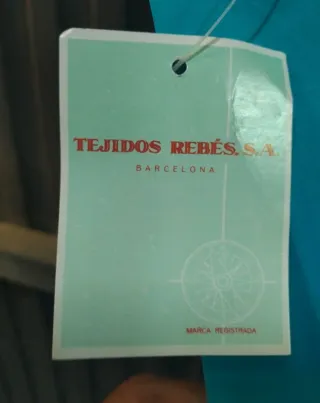 TEJIDOS REBÉS, S.A.
BARCELONA
MARCA REGISTRADA